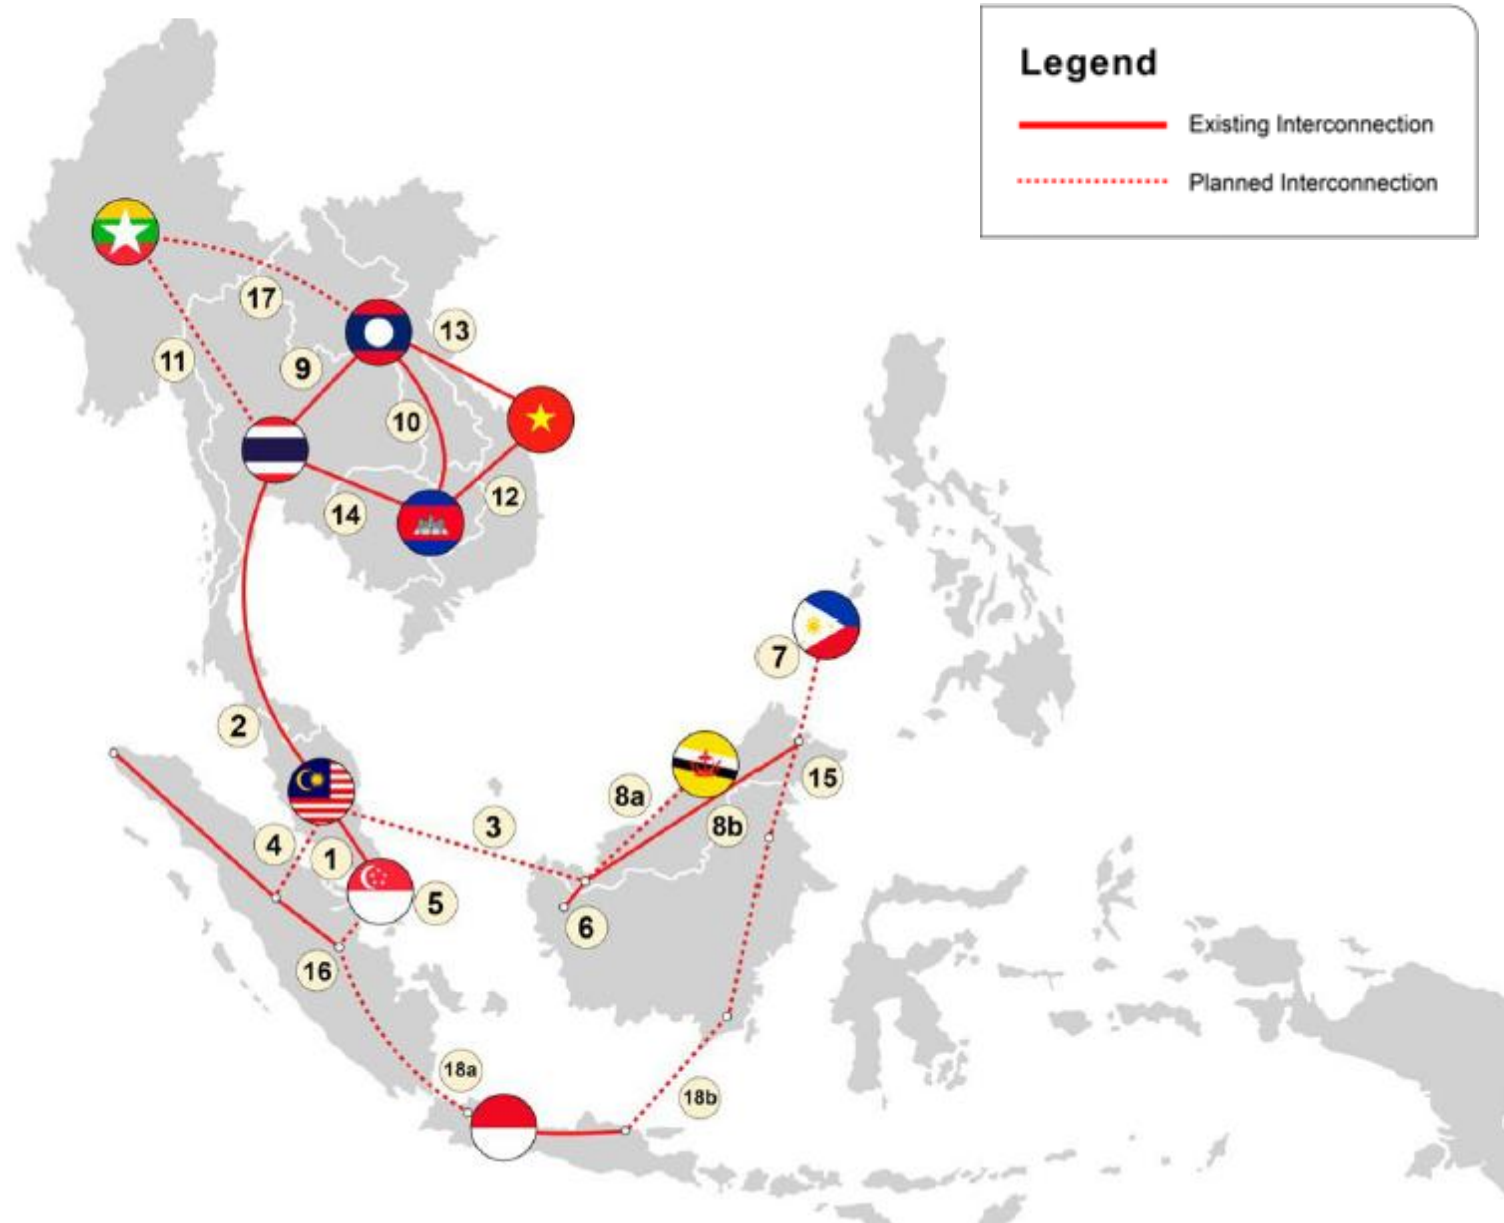 Legend
Existing Interconnection
Planned Interconnection
17
13
11
9
10
12
14
7
2
15
8a
3
8b
4
1
5
6
16
18a
18b